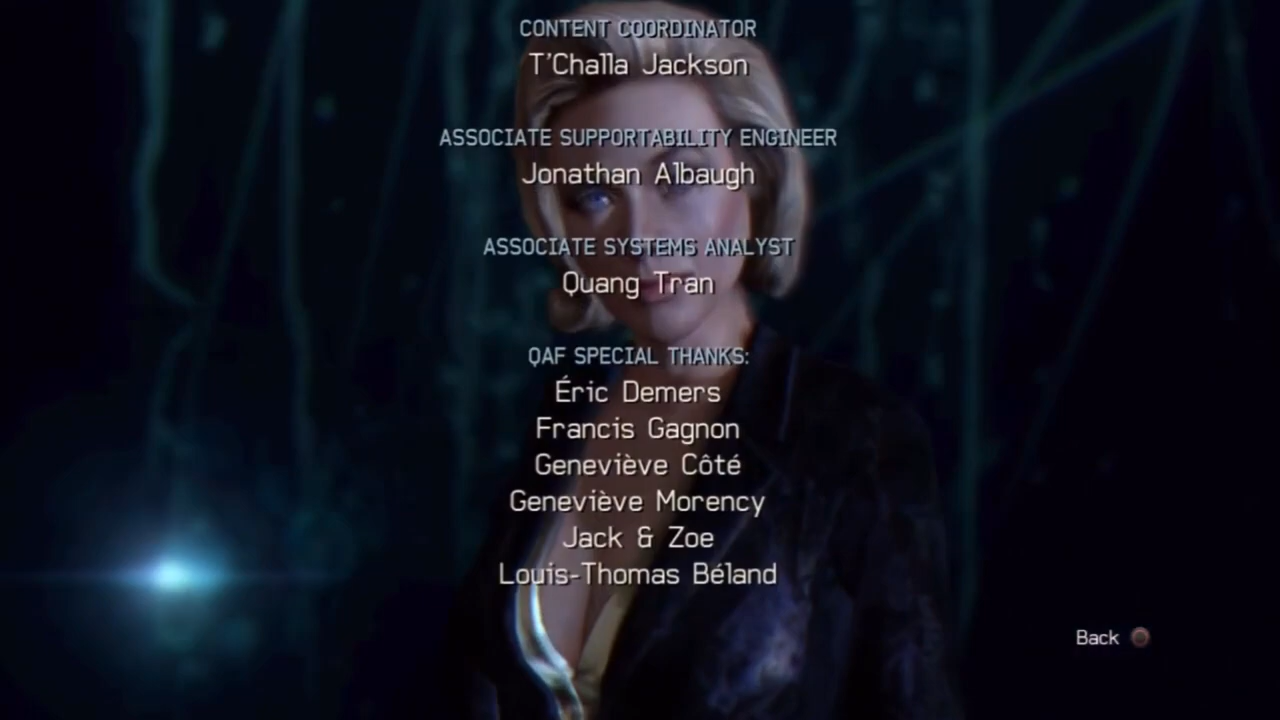 CONTENT COORDINATOR
T'Challa Jackson
ASSOCIATE SUPPORTABILITY ENGINEER
Jonathan Albaugh
ASSOCIATE SYSTEMS ANALYST
Quang Tran
QAF SPECIAL THANKS:
Éric Demers
Francis Gagnon
Geneviève Côté
Geneviève Morency
Jack & Zoe
Louis-Thomas Béland
Back